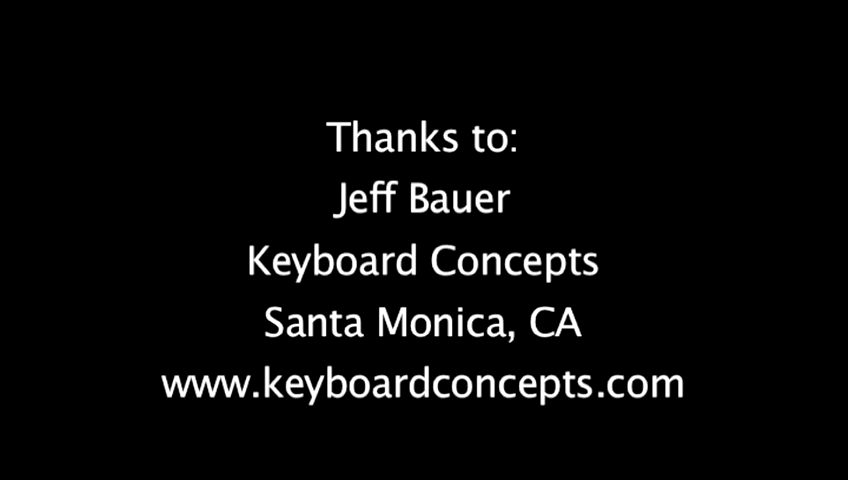 Thanks to:
Jeff Bauer
Keyboard Concepts
Santa Monica, CA
www.keyboardconcepts.com